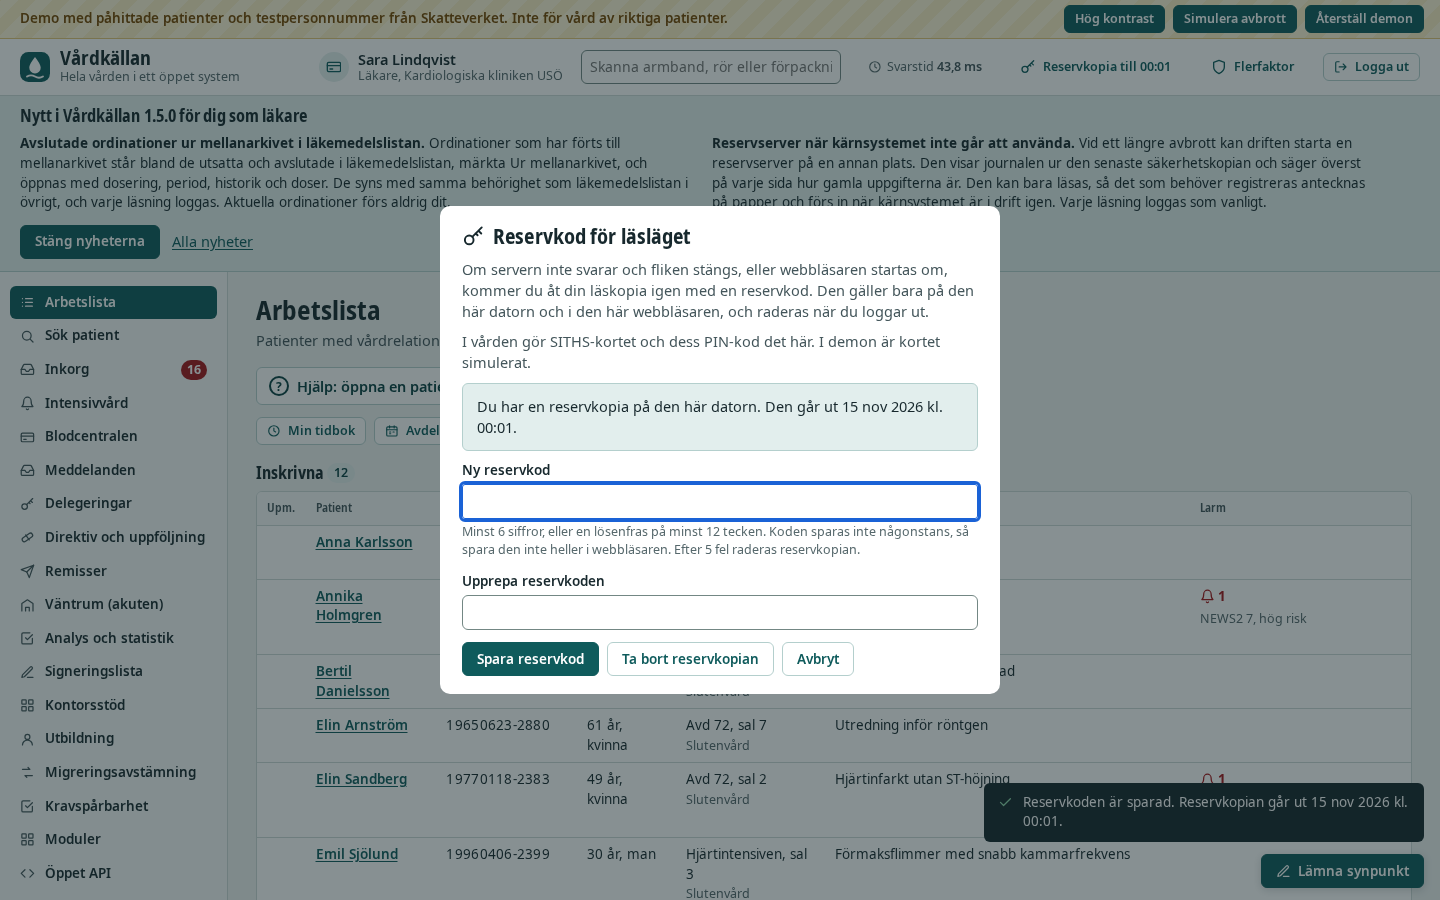 Demo med påhittade patienter och testpersonnummer från Skatteverket. Inte för vård av riktiga patienter.
Hög kontrast
Simulera avbrott
Återställ demon
Vårdkällan
Hela vården i ett öppet system
Sara Lindqvist
Läkare, Kardiologiska kliniken USÖ
Skanna armband, rör eller förpackni
Svarstid 43,8 ms
Reservkopia till 00:01
Flerfaktor
Logga ut
Nytt i Vårdkällan 1.5.0 för dig som läkare
Avslutade ordinationer ur mellanarkivet i läkemedelslistan. Ordinationer som har förts till
mellanarkivet står bland de utsatta och avslutade i läkemedelslistan, märkta Ur mellanarkivet, och
öppnas med dosering, period, historik och doser. De syns med samma behörighet som läkemedelslistan i
övrigt, och varje läsning loggas. Aktuella ordinationer förs aldrig dit.
Reservserver när kärnsystemet inte går att använda. Vid ett längre avbrott kan driften starta en
reservserver på en annan plats. Den visar journalen ur den senaste säkerhetskopian och säger överst
på varje sida hur gamla uppgifterna är. Den kan bara läsas, så det som behöver registreras antecknas
på papper och förs in när kärnsystemet är i drift igen. Varje läsning loggas som vanligt.
Stäng nyheterna
Alla nyheter
Arbetslista
Sök patient
Inkorg
16
Intensivvård
Blodcentralen
Meddelanden
Delegeringar
Direktiv och uppföljning
Remisser
Väntrum (akuten)
Analys och statistik
Signeringslista
Kontorsstöd
Utbildning
Migreringsavstämning
Kravspårbarhet
Moduler
Öppet API
Arbetslista
Patienter med vårdrelation
Hjälp: öppna en patie
Min tidbok
Avdel
Inskrivna 12
Upm.
Patient
Larm
Anna Karlsson
Annika
Holmgren
1
NEWS2 7, hög risk
Bertil
Danielsson
ad
Slutenvård
Elin Arnström
19650623-2880
61 år,
kvinna
Avd 72, sal 7
Slutenvård
Utredning inför röntgen
Elin Sandberg
19770118-2383
49 år,
kvinna
Avd 72, sal 2
Slutenvård
Hjärtinfarkt utan ST-höjning
1
Emil Sjölund
19960406-2399
30 år, man
Hjärtintensiven, sal
3
Slutenvård
Förmaksflimmer med snabb kammarfrekvens
Reservkod för läsläget
Om servern inte svarar och fliken stängs, eller webbläsaren startas om,
kommer du åt din läskopia igen med en reservkod. Den gäller bara på den
här datorn och i den här webbläsaren, och raderas när du loggar ut.
I vården gör SITHS-kortet och dess PIN-kod det här. I demon är kortet
simulerat.
Du har en reservkopia på den här datorn. Den går ut 15 nov 2026 kl.
00:01.
Ny reservkod
Minst 6 siffror, eller en lösenfras på minst 12 tecken. Koden sparas inte någonstans, så
spara den inte heller i webbläsaren. Efter 5 fel raderas reservkopian.
Upprepa reservkoden
Spara reservkod
Ta bort reservkopian
Avbryt
Reservkoden är sparad. Reservkopian går ut 15 nov 2026 kl.
00:01.
Lämna synpunkt